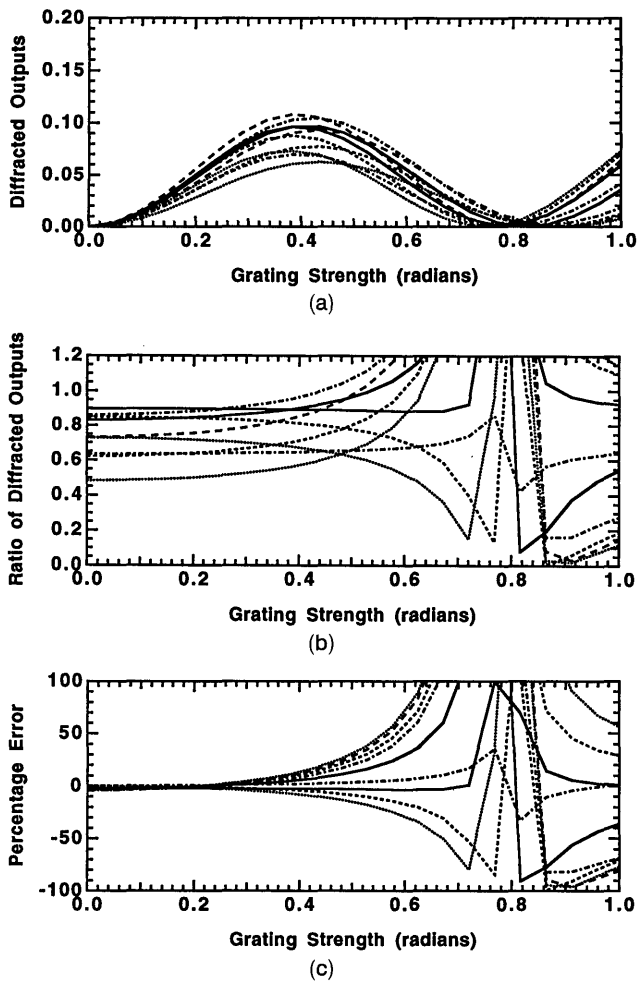 0.20
0.15
0.10
0.05
0.00
Diffracted Outputs
0.0 0.2 0.4 0.6 0.8 1.0
Grating Strength (radians)
(a)
1.2
1.0
0.8
0.6
0.4
0.2
0.0
Ratio of Diffracted Outputs
0.0 0.2 0.4 0.6 0.8 1.0
Grating Strength (radians)
(b)
100
50
0
-50
-100
Percentage Error
0.0 0.2 0.4 0.6 0.8 1.0
Grating Strength (radians)
(c)